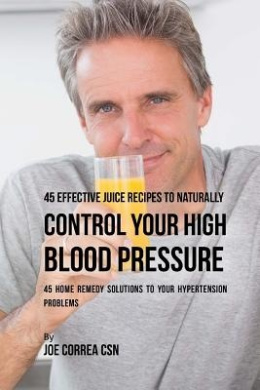 45 EFFECTIVE JUICE RECIPES TO NATURALLY
CONTROL YOUR HIGH
BLOOD PRESSURE
45 HOME REMEDY SOLUTIONS TO YOUR HYPERTENSION
PROBLEMS
By
JOE CORREA CSN